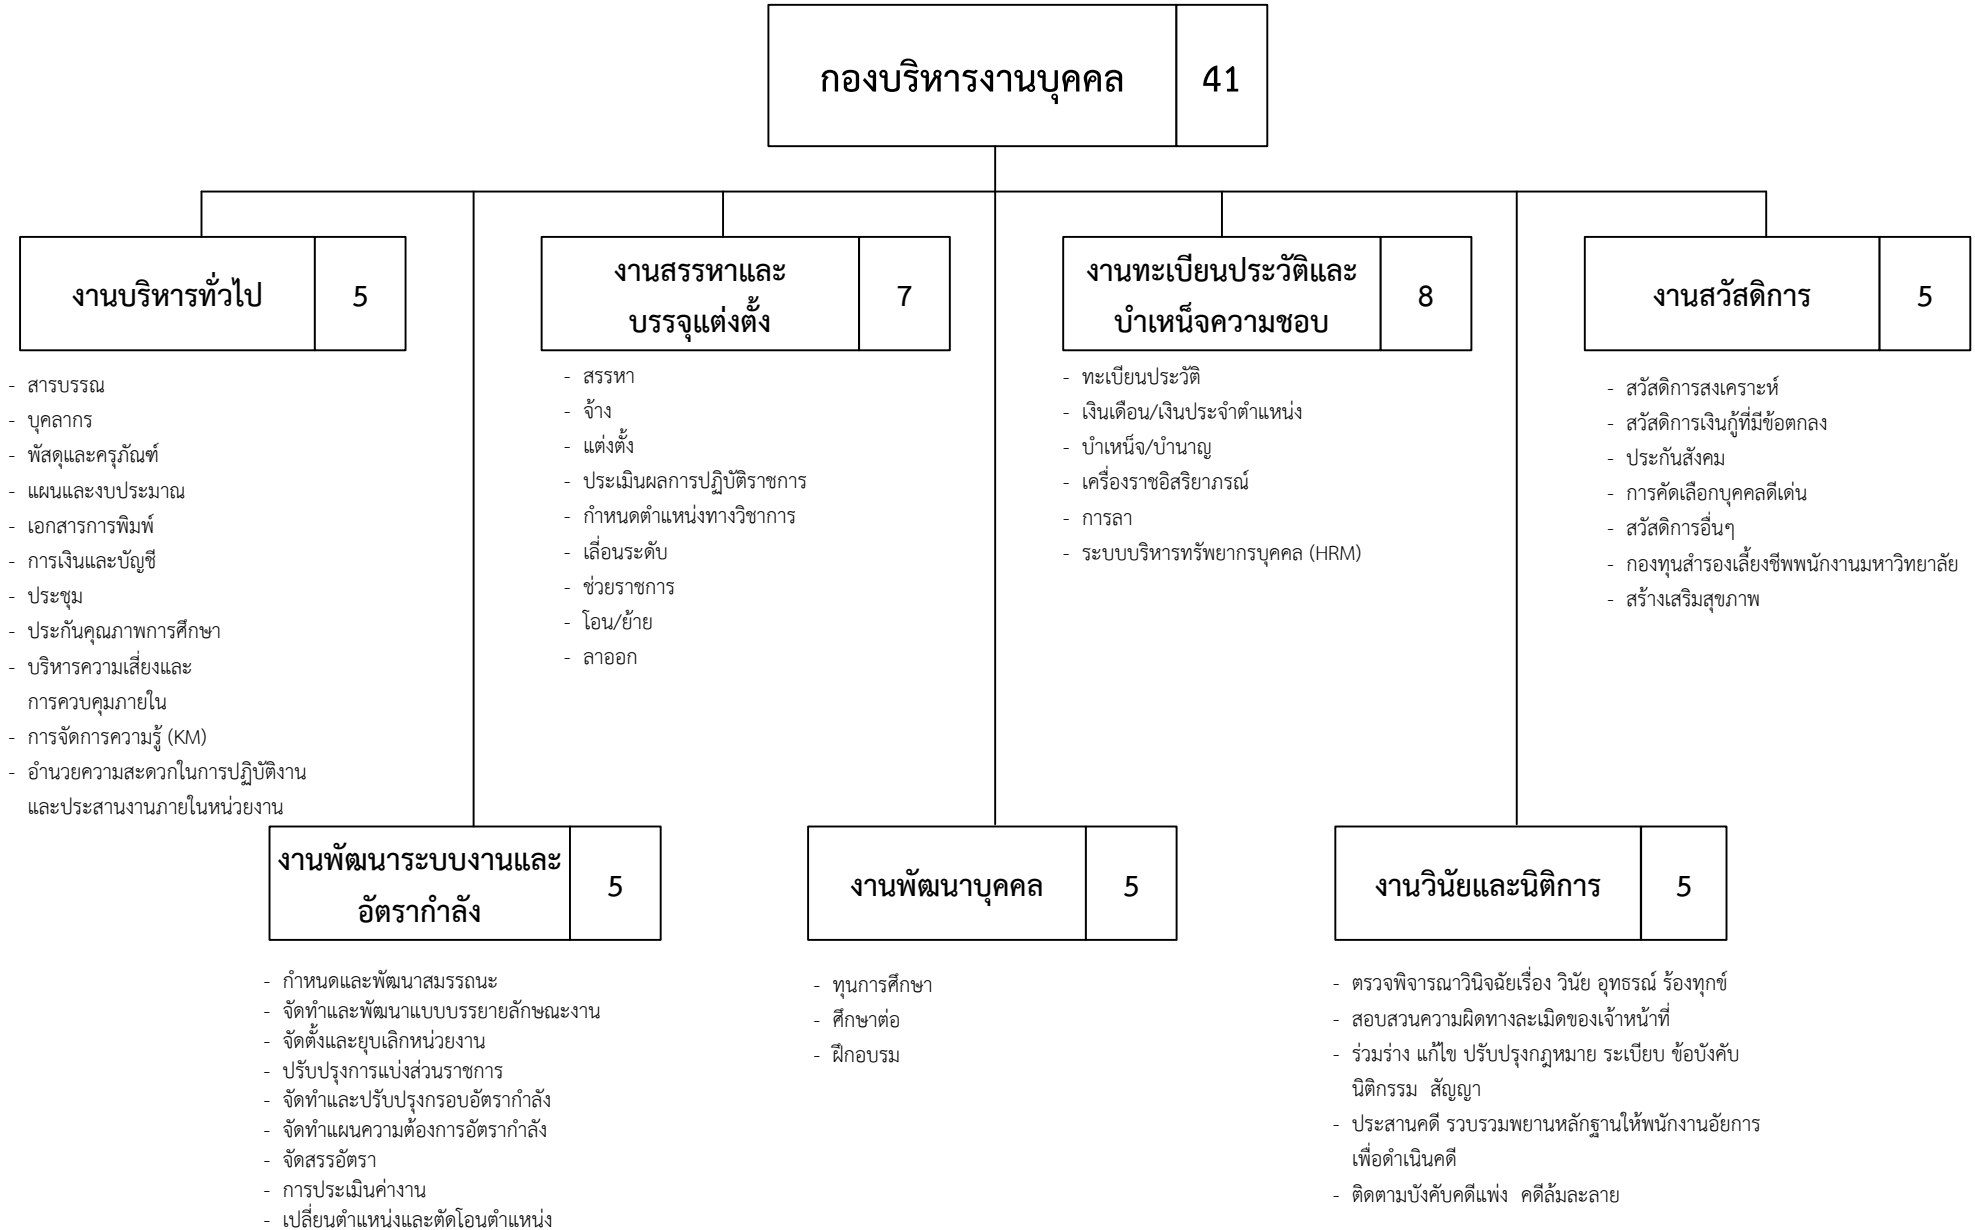 กองบริหารงานบุคคล 41
งานบริหารทั่วไป 5
- สารบรรณ
- บุคลากร
- พัสดุและครุภัณฑ์
- แผนและงบประมาณ
- เอกสารการพิมพ์
- การเงินและบัญชี
- ประชุม
- ประกันคุณภาพการศึกษา
- บริหารความเสี่ยงและ
การควบคุมภายใน
- การจัดการความรู้ (KM)
- อำนวยความสะดวกในการปฏิบัติงาน
และประสานงานภายในหน่วยงาน
งานสรรหาและ
บรรจุแต่งตั้ง 7
- สรรหา
- จ้าง
- แต่งตั้ง
- ประเมินผลการปฏิบัติราชการ
- กำหนดตำแหน่งทางวิชาการ
- เลื่อนระดับ
- ช่วยราชการ
- โอน/ย้าย
- ลาออก
งานทะเบียนประวัติและ
บำเหน็จความชอบ 8
- ทะเบียนประวัติ
- เงินเดือน/เงินประจำตำแหน่ง
- บำเหน็จ/บำนาญ
- เครื่องราชอิสริยาภรณ์
- การลา
- ระบบบริหารทรัพยากรบุคคล (HRM)
งานสวัสดิการ 5
- สวัสดิการสงเคราะห์
- สวัสดิการเงินกู้ที่มีข้อตกลง
- ประกันสังคม
- การคัดเลือกบุคคลดีเด่น
- สวัสดิการอื่นๆ
- กองทุนสำรองเลี้ยงชีพพนักงานมหาวิทยาลัย
- สร้างเสริมสุขภาพ
งานพัฒนาระบบงานและ
อัตรากำลัง 5
- กำหนดและพัฒนาสมรรถนะ
- จัดทำและพัฒนาแบบบรรยายลักษณะงาน
- จัดตั้งและยุบเลิกหน่วยงาน
- ปรับปรุงการแบ่งส่วนราชการ
- จัดทำและปรับปรุงกรอบอัตรากำลัง
- จัดทำแผนความต้องการอัตรากำลัง
- จัดสรรอัตรา
- การประเมินค่างาน
- เปลี่ยนตำแหน่งและตัดโอนตำแหน่ง
งานพัฒนาบุคคล 5
- ทุนการศึกษา
- ศึกษาต่อ
- ฝึกอบรม
งานวินัยและนิติการ 5
- ตรวจพิจารณาวินิจฉัยเรื่อง วินัย อุทธรณ์ ร้องทุกข์
- สอบสวนความผิดทางละเมิดของเจ้าหน้าที่
- ร่วมร่าง แก้ไข ปรับปรุงกฎหมาย ระเบียบ ข้อบังคับ
นิติกรรม  สัญญา
- ประสานคดี รวบรวมพยานหลักฐานให้พนักงานอัยการ
เพื่อดำเนินคดี
- ติดตามบังคับคดีแพ่ง  คดีล้มละลาย